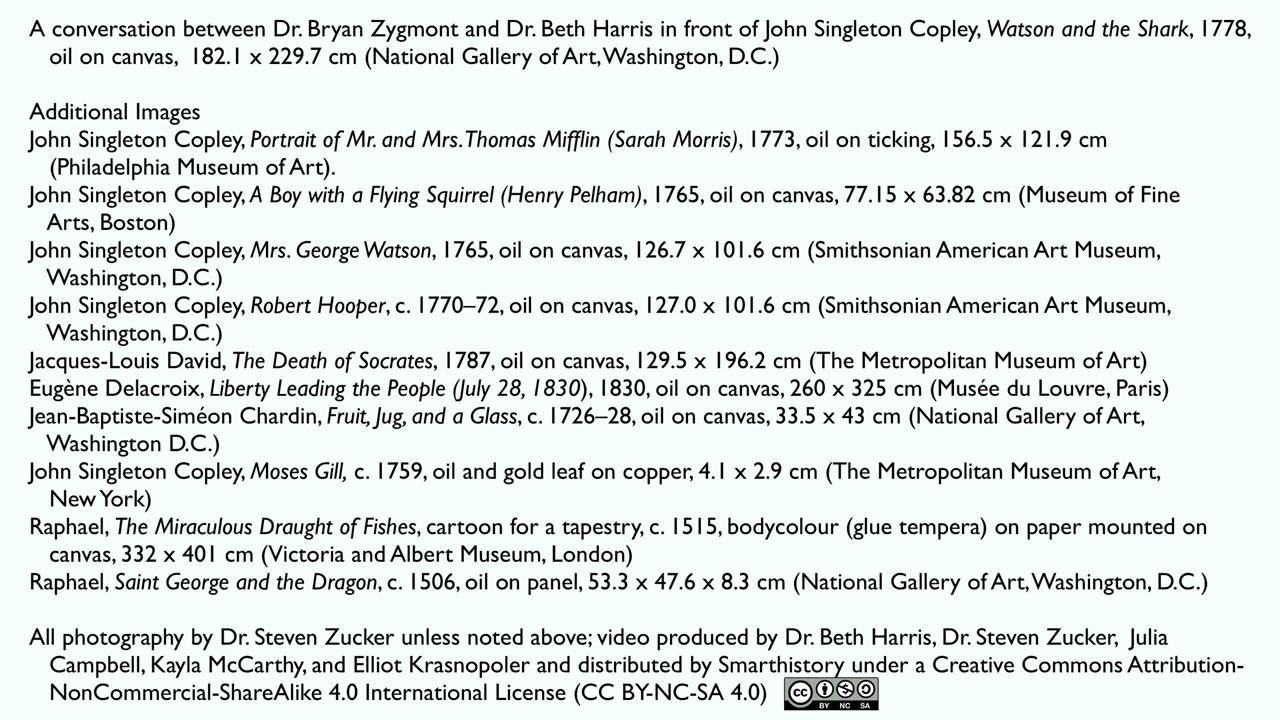 A conversation between Dr. Bryan Zygmont and Dr. Beth Harris in front of John Singleton Copley, Watson and the Shark, 1778,
oil on canvas, 182.1 x 229.7 cm (National Gallery of Art, Washington, D.C.)
Additional Images
John Singleton Copley, Portrait of Mr. and Mrs. Thomas Mifflin (Sarah Morris), 1773, oil on ticking, 156.5 x 121.9 cm
(Philadelphia Museum of Art).
John Singleton Copley, A Boy with a Flying Squirrel (Henry Pelham), 1765, oil on canvas, 77.15 x 63.82 cm (Museum of Fine
Arts, Boston)
John Singleton Copley, Mrs. George Watson, 1765, oil on canvas, 126.7 x 101.6 cm (Smithsonian American Art Museum,
Washington, D.C.)
John Singleton Copley, Robert Hooper, c. 1770–72, oil on canvas, 127.0 x 101.6 cm (Smithsonian American Art Museum,
Washington, D.C.)
Jacques-Louis David, The Death of Socrates, 1787, oil on canvas, 129.5 x 196.2 cm (The Metropolitan Museum of Art)
Eugène Delacroix, Liberty Leading the People (July 28, 1830), 1830, oil on canvas, 260 x 325 cm (Musée du Louvre, Paris)
Jean-Baptiste-Siméon Chardin, Fruit, Jug, and a Glass, c. 1726–28, oil on canvas, 33.5 x 43 cm (National Gallery of Art,
Washington D.C.)
John Singleton Copley, Moses Gill, c. 1759, oil and gold leaf on copper, 4.1 x 2.9 cm (The Metropolitan Museum of Art,
New York)
Raphael, The Miraculous Draught of Fishes, cartoon for a tapestry, c. 1515, bodycolour (glue tempera) on paper mounted on
canvas, 332 x 401 cm (Victoria and Albert Museum, London)
Raphael, Saint George and the Dragon, c. 1506, oil on panel, 53.3 x 47.6 x 8.3 cm (National Gallery of Art, Washington, D.C.)
All photography by Dr. Steven Zucker unless noted above; video produced by Dr. Beth Harris, Dr. Steven Zucker, Julia
Campbell, Kayla McCarthy, and Elliot Krasnopoler and distributed by Smarthistory under a Creative Commons Attribution-
NonCommercial-ShareAlike 4.0 International License (CC BY-NC-SA 4.0)
cc BY NC SA